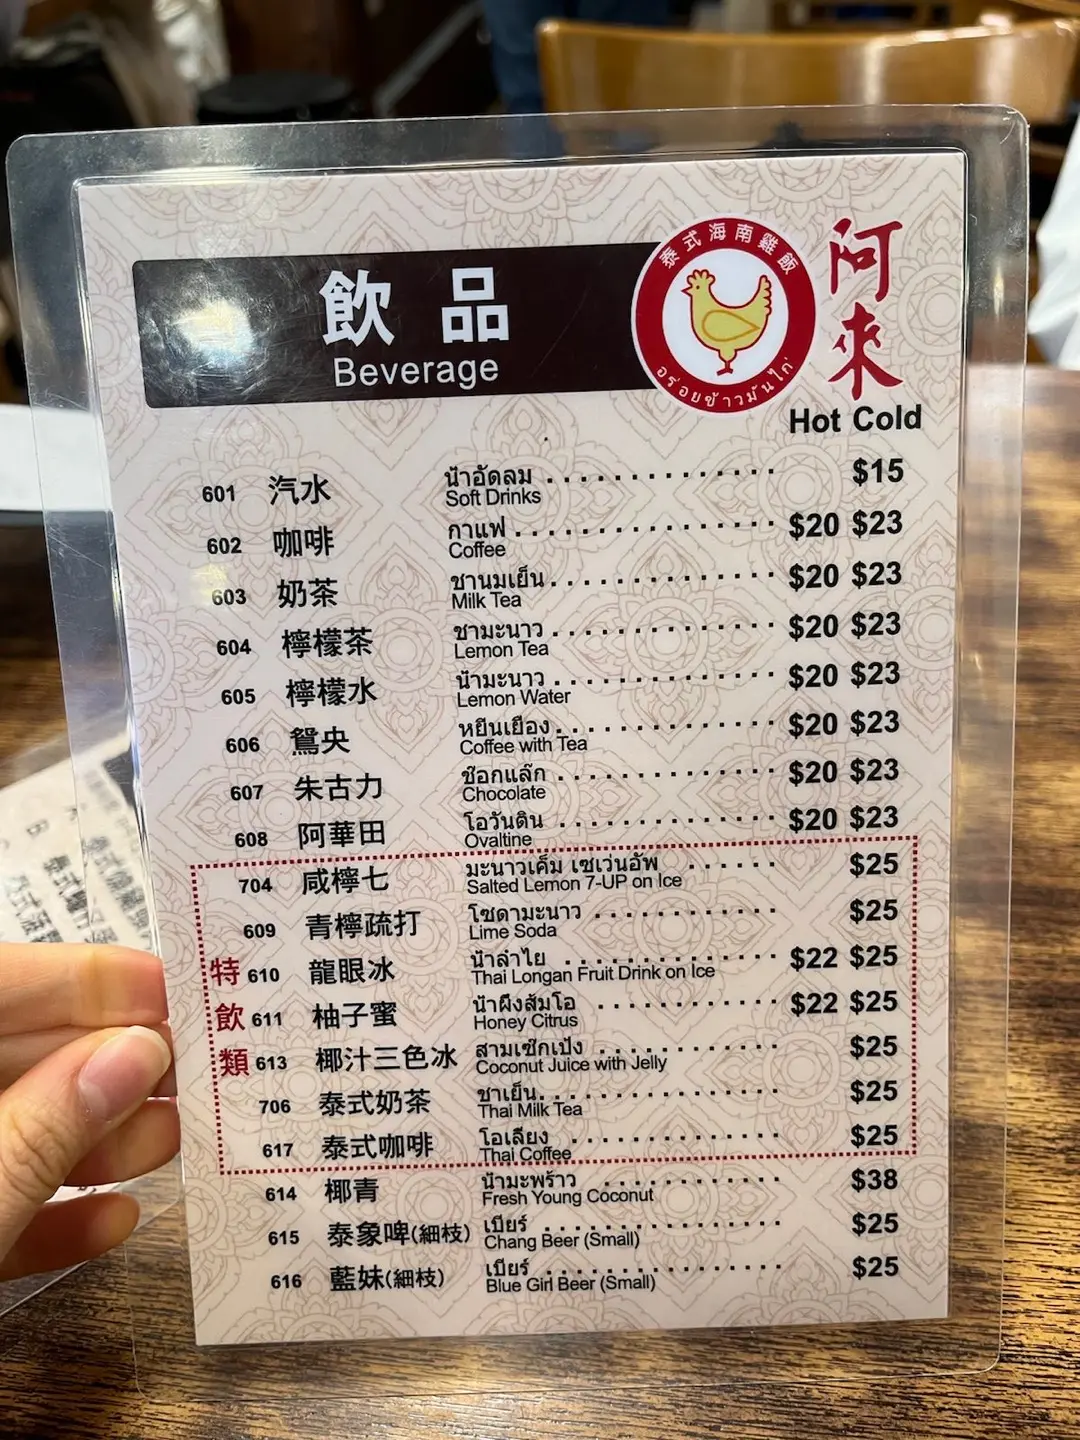 飲品
Beverage
泰式海南雞飯
อร่อยข้าวมันไก่
阿來
Hot Cold
601 汽水 น้ำอัดลม $15
Soft Drinks
602 咖啡 กาแฟ $20 $23
Coffee
603 奶茶 ชานมเย็น $20 $23
Milk Tea
604 檸檬茶 ชามะนาว $20 $23
Lemon Tea
605 檸檬水 น้ำมะนาว $20 $23
Lemon Water
606 鴛央 หยินเยือง $20 $23
Coffee with Tea
607 朱古力 ช๊อกแล๊ก $20 $23
Chocolate
608 阿華田 โอวันติน $20 $23
Ovaltine
特飲類
704 咸檸七 มะนาวเค็ม เซเว่นอัพ $25
Salted Lemon 7-UP on Ice
609 青檸疏打 โซดามะนาว $25
Lime Soda
610 龍眼冰 น้ำลำไย $22 $25
Thai Longan Fruit Drink on Ice
611 柚子蜜 น้ำผึ้งส้มโอ $22 $25
Honey Citrus
613 椰汁三色冰 สามเซ๊กเป้ง $25
Coconut Juice with Jelly
706 泰式奶茶 ชาเย็น $25
Thai Milk Tea
617 泰式咖啡 โอเลี้ยง $25
Thai Coffee
614 椰青 น้ำมะพร้าว $38
Fresh Young Coconut
615 泰象啤(細枝) เบียร์ $25
Chang Beer (Small)
616 藍妹(細枝) เบียร์ $25
Blue Girl Beer (Small)